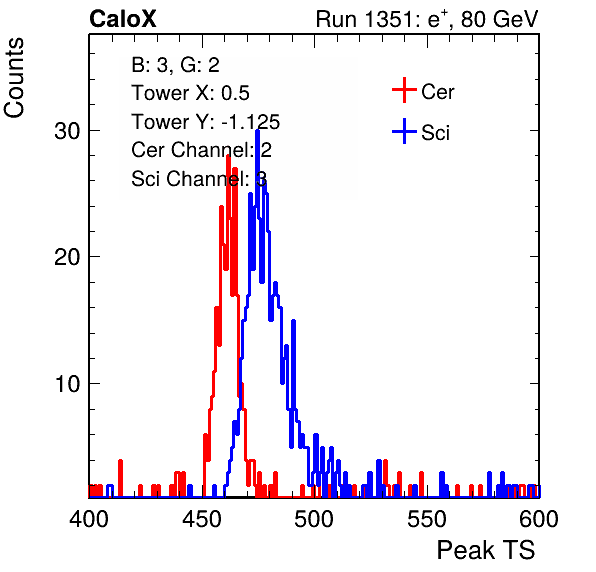 CaloX Run 1351: e+, 80 GeV
Counts
B: 3, G: 2
Tower X: 0.5
Tower Y: -1.125
Cer Channel: 2
Sci Channel: 3
Cer
Sci
30
20
10
400 450 500 550 600
Peak TS